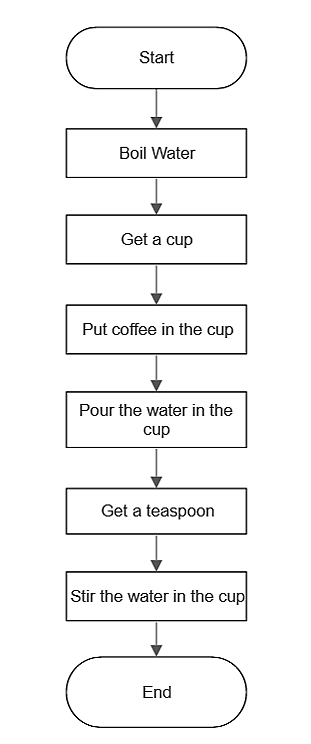 Start
Boil Water
Get a cup
Put coffee in the cup
Pour the water in the
cup
Get a teaspoon
Stir the water in the cup
End